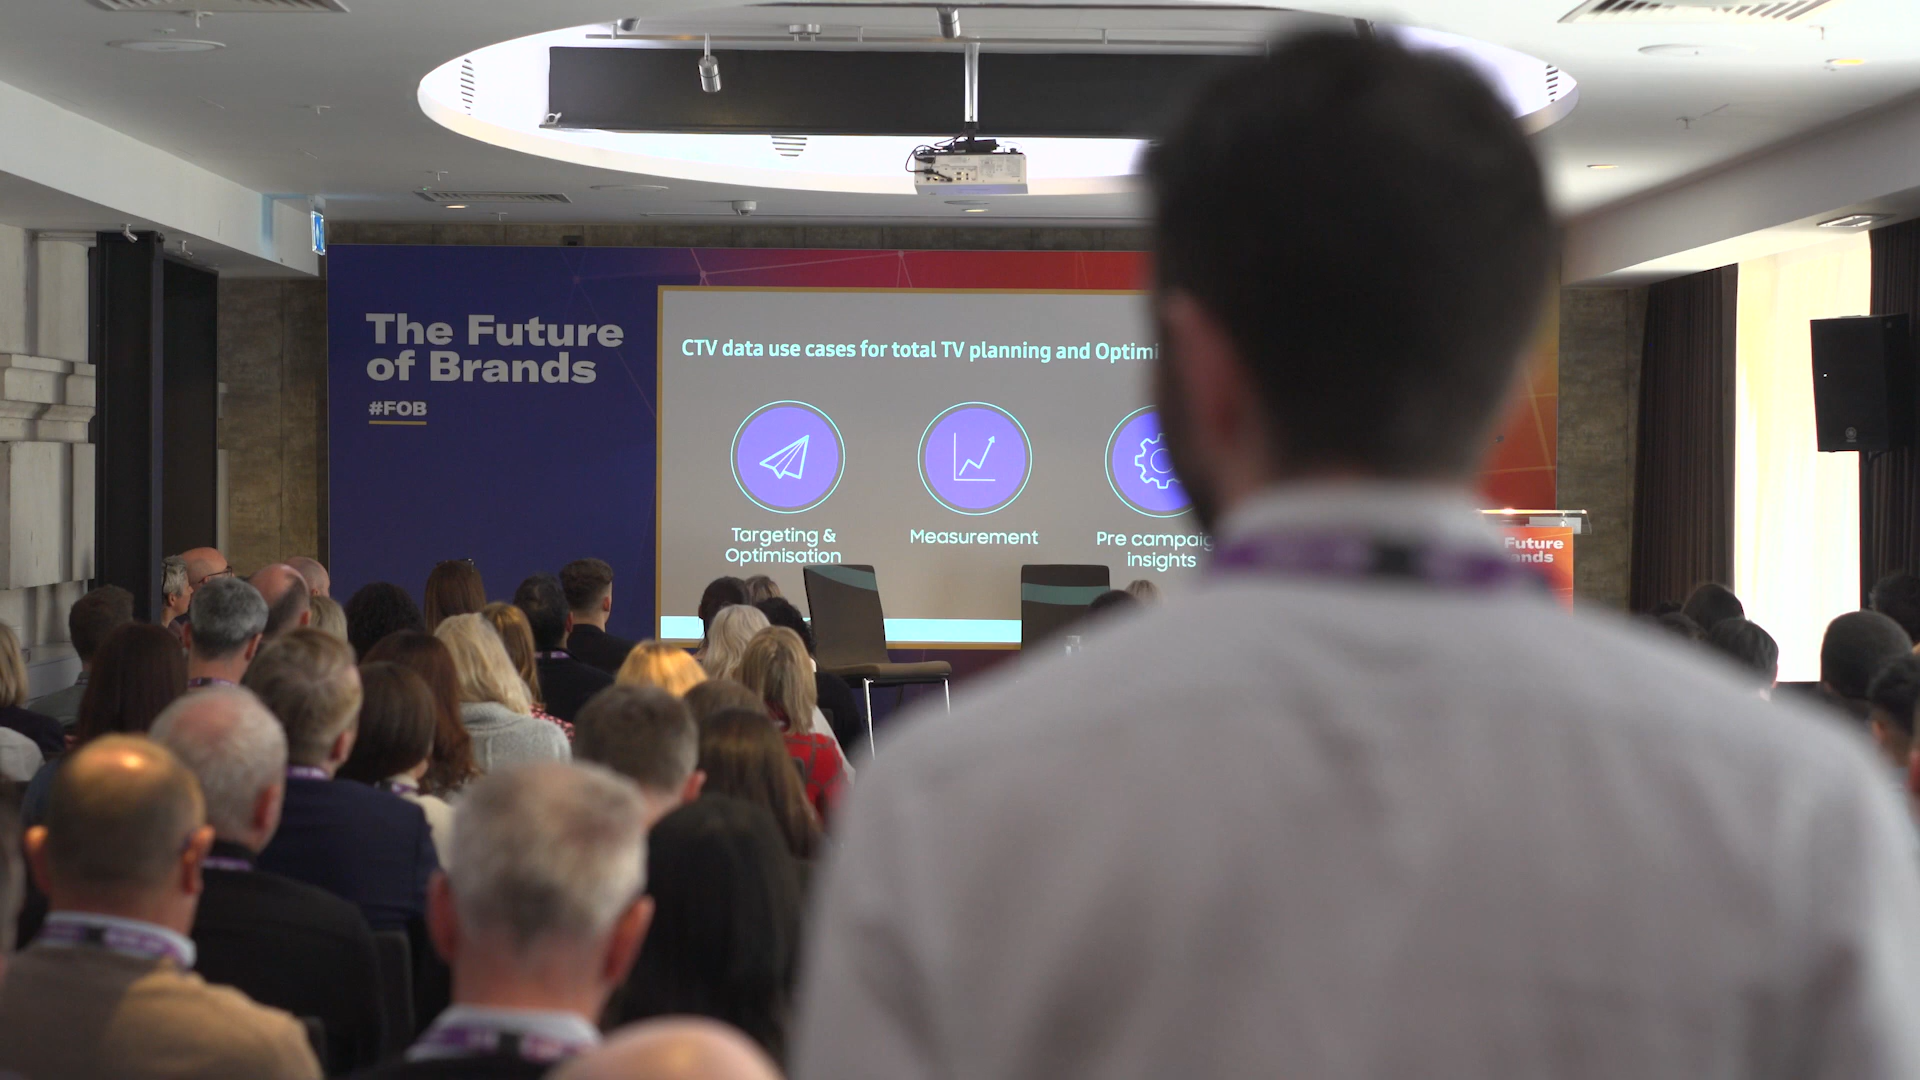 The Future
of Brands
#FOB
CTV data use cases for total TV planning and Optimi
Targeting &
Optimisation
Measurement
Pre campaig
insights
Future
ands